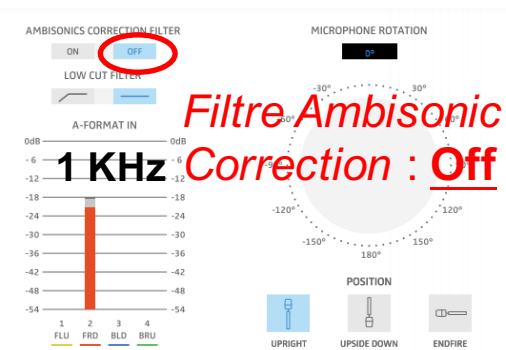 AMBISONICS CORRECTION FILTER
ON OFF
LOW CUT FILTER
A-FORMAT IN
0dB 0dB
- 6 - 6
-12 -12
-18 -18
-24 -24
-30 -30
-36 -36
-42 -42
-48 -48
-54 -54
1 2 3 4
FLU FRD BLD BRU
1 KHz
MICROPHONE ROTATION
0°
-30° 30°
Filtre Ambisonic
Correction : Off
-120° 120°
-150° 150°
180°
POSITION
UPRIGHT UPSIDE DOWN ENDFIRE